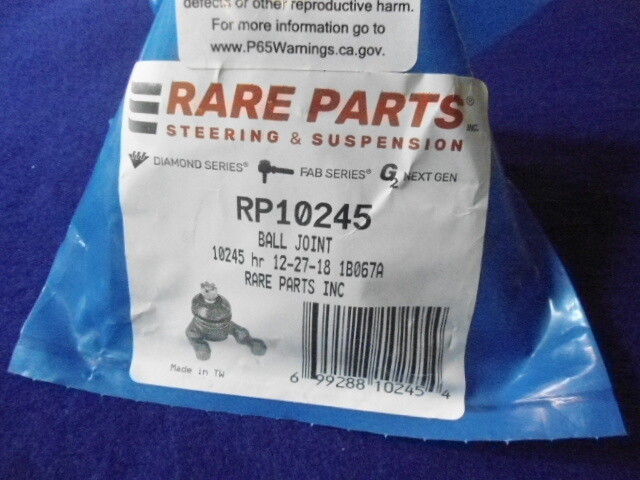 defects or other reproductive harm.
For more information go to
www.P65Warnings.ca.gov.
RARE PARTS® INC.
STEERING & SUSPENSION
DIAMOND SERIES® FAB SERIES® G2 NEXT GEN
RP10245
BALL JOINT
10245 hr 12-27-18 1B067A
RARE PARTS INC
Made in TW
6 99288 10245 4